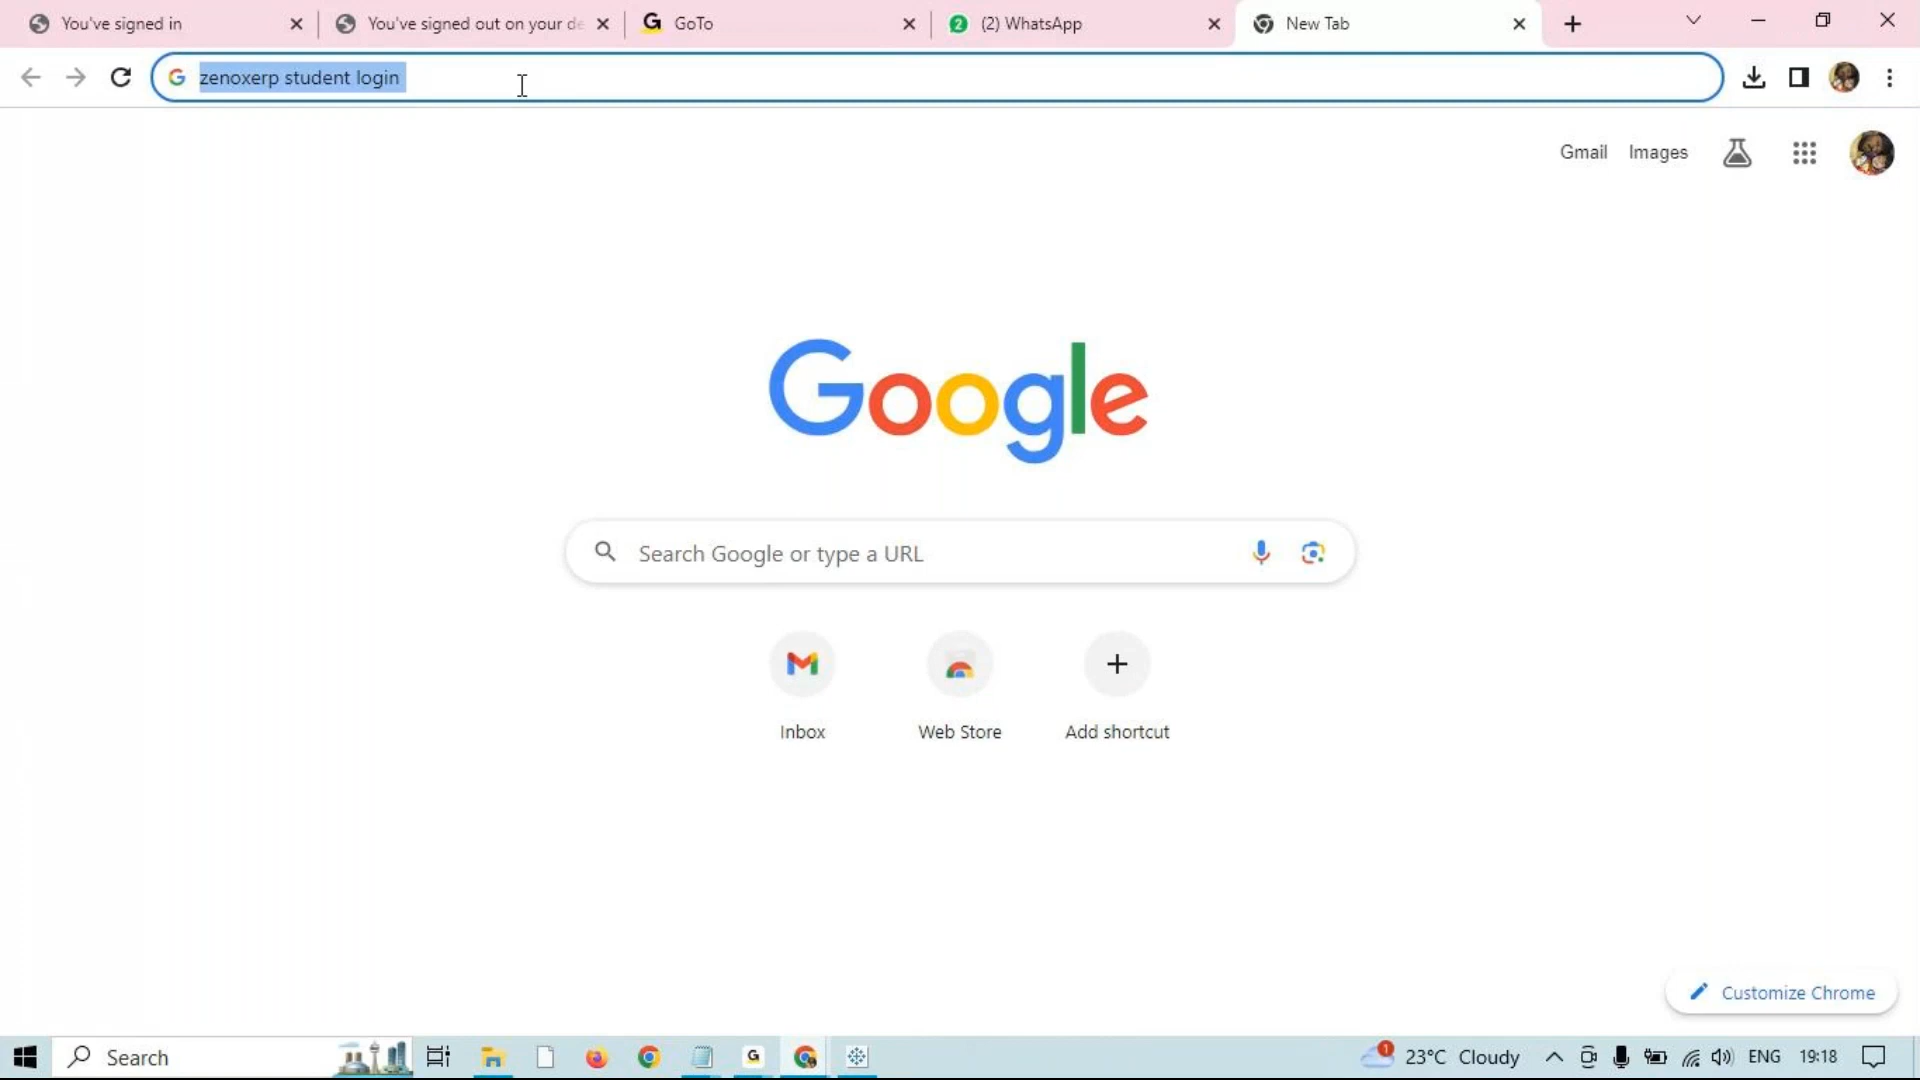 You've signed in
You've signed out on your de
G GoTo
2 (2) WhatsApp
New Tab
G zenoxerp student login
Gmail Images
Google
Search Google or type a URL
Inbox
Web Store
Add shortcut
Customize Chrome
Search
G
1 23°C Cloudy
ENG
19:18